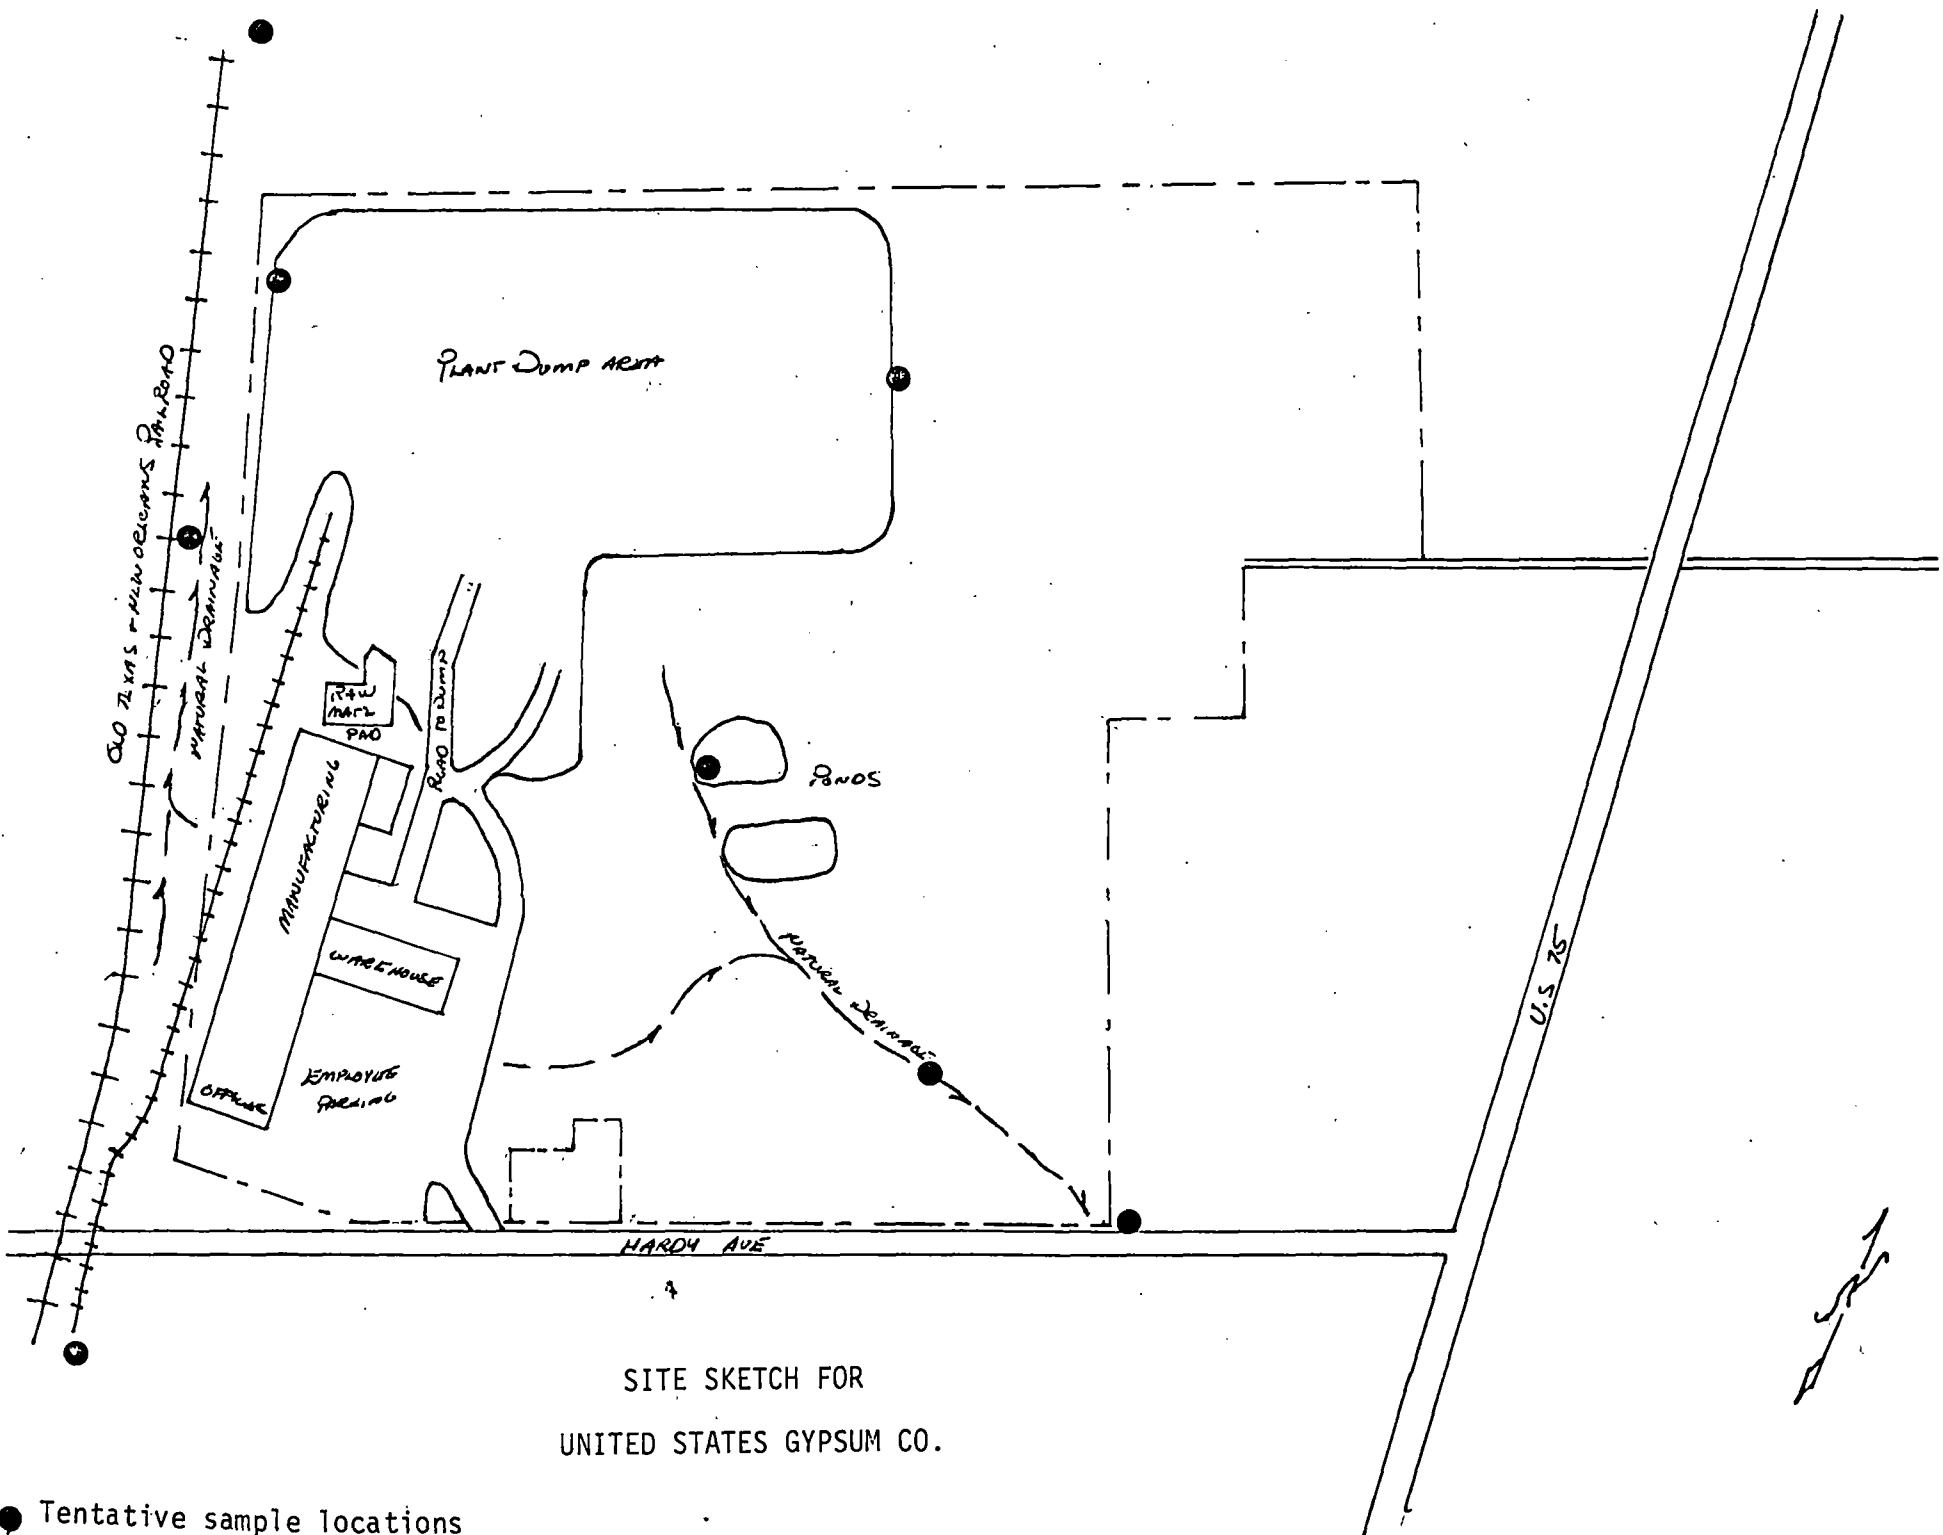 PLANT DUMP AREA
OLD TEXAS & NEW ORLEANS RAILROAD
NATURAL DRAINAGE
RAW
MAT'L
PAD
ROAD TO DUMP
MANUFACTURING
PONDS
WAREHOUSE
NATURAL DRAINAGE
U.S 75
OFFICE
EMPLOYEE
PARKING
HARDY AVE
N
SITE SKETCH FOR
UNITED STATES GYPSUM CO.
Tentative sample locations